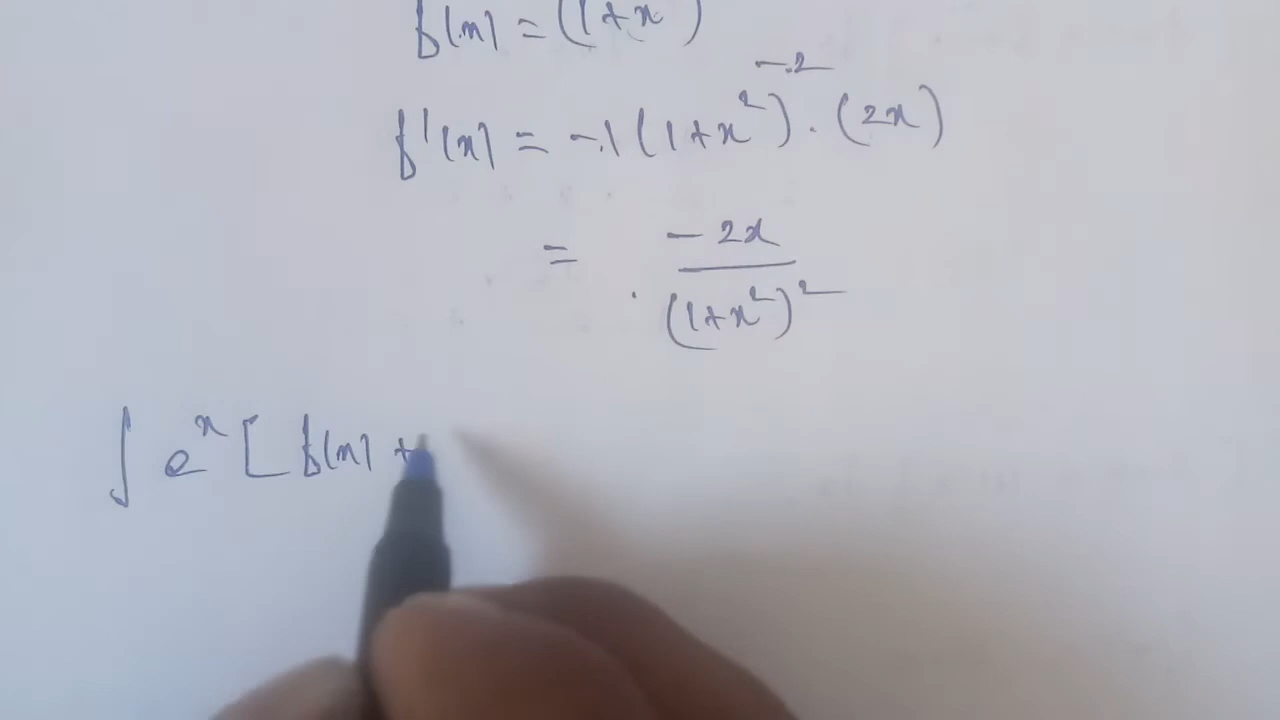 f(x) = (1+x )
f'(x) = -1(1+x²)⁻² . (2x)
= -2x / (1+x²)²
∫ eˣ [ f(x) +